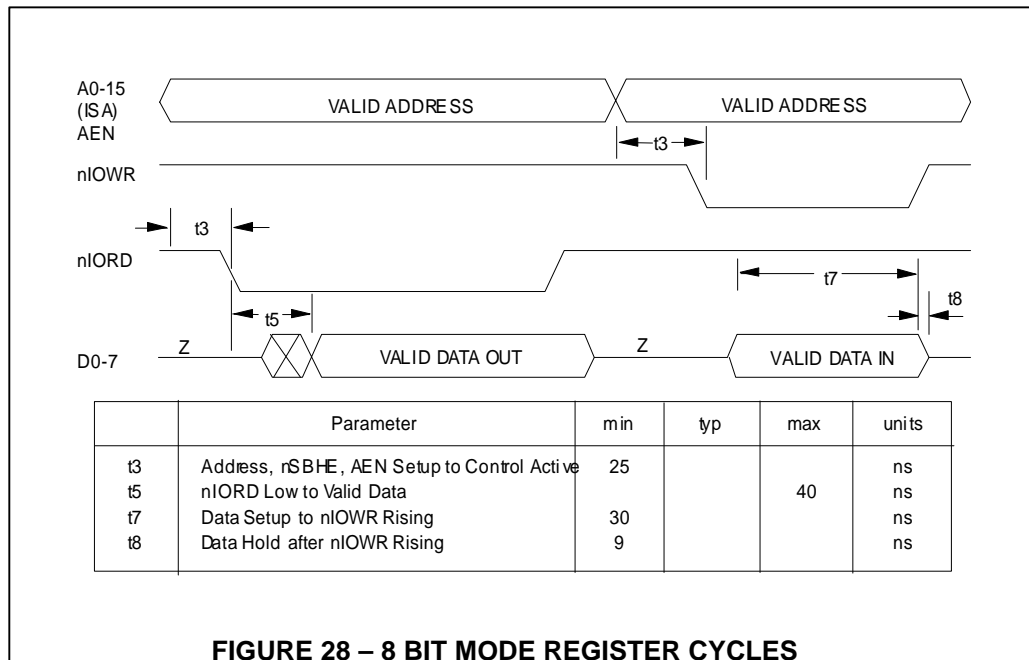 A0-15
(ISA)
AEN
VALID ADDRESS
VALID ADDRESS
t3
nIOWR
t3
nIORD
t7
t8
t5
D0-7
Z
VALID DATA OUT
Z
VALID DATA IN
Parameter min typ max units
t3 Address, nSBHE, AEN Setup to Control Active 25 ns
t5 nIORD Low to Valid Data 40 ns
t7 Data Setup to nIOWR Rising 30 ns
t8 Data Hold after nIOWR Rising 9 ns
FIGURE 28 – 8 BIT MODE REGISTER CYCLES